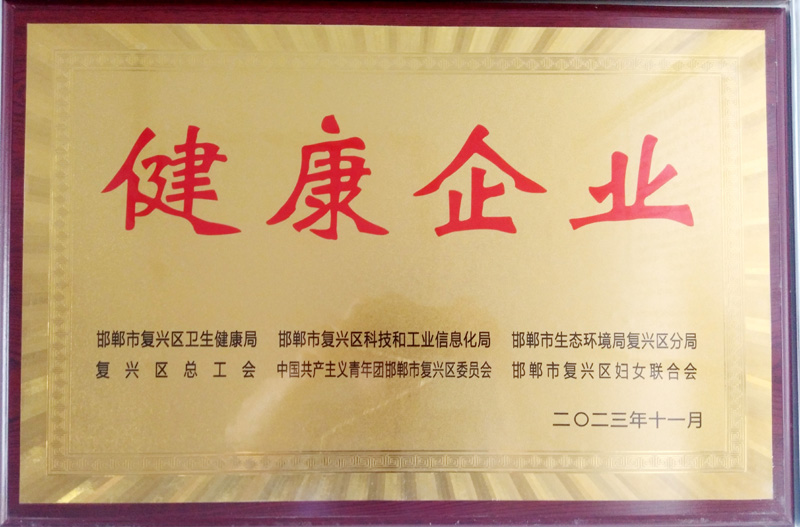 健康企业
邯郸市复兴区卫生健康局 邯郸市复兴区科技和工业信息化局 邯郸市生态环境局复兴区分局
复兴区总工会 中国共产主义青年团邯郸市复兴区委员会 邯郸市复兴区妇女联合会
二〇二三年十一月